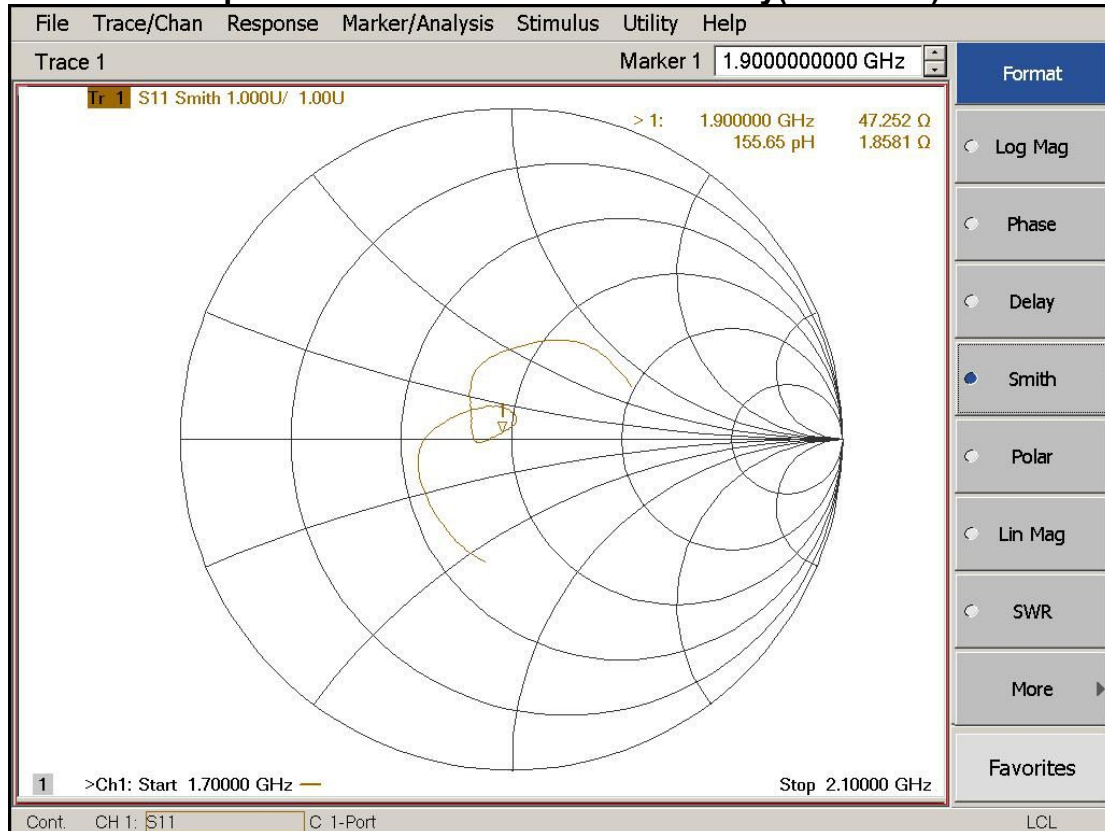 File Trace/Chan Response Marker/Analysis Stimulus Utility Help
Trace 1 Marker 1 1.9000000000 GHz
Format
Tr 1 S11 Smith 1.000U/ 1.00U
> 1: 1.900000 GHz 47.252 Ω
155.65 pH 1.8581 Ω
1
Log Mag
Phase
Delay
Smith
Polar
Lin Mag
SWR
More
Favorites
1 >Ch1: Start 1.70000 GHz Stop 2.10000 GHz
Cont. CH 1: S11 C 1-Port LCL